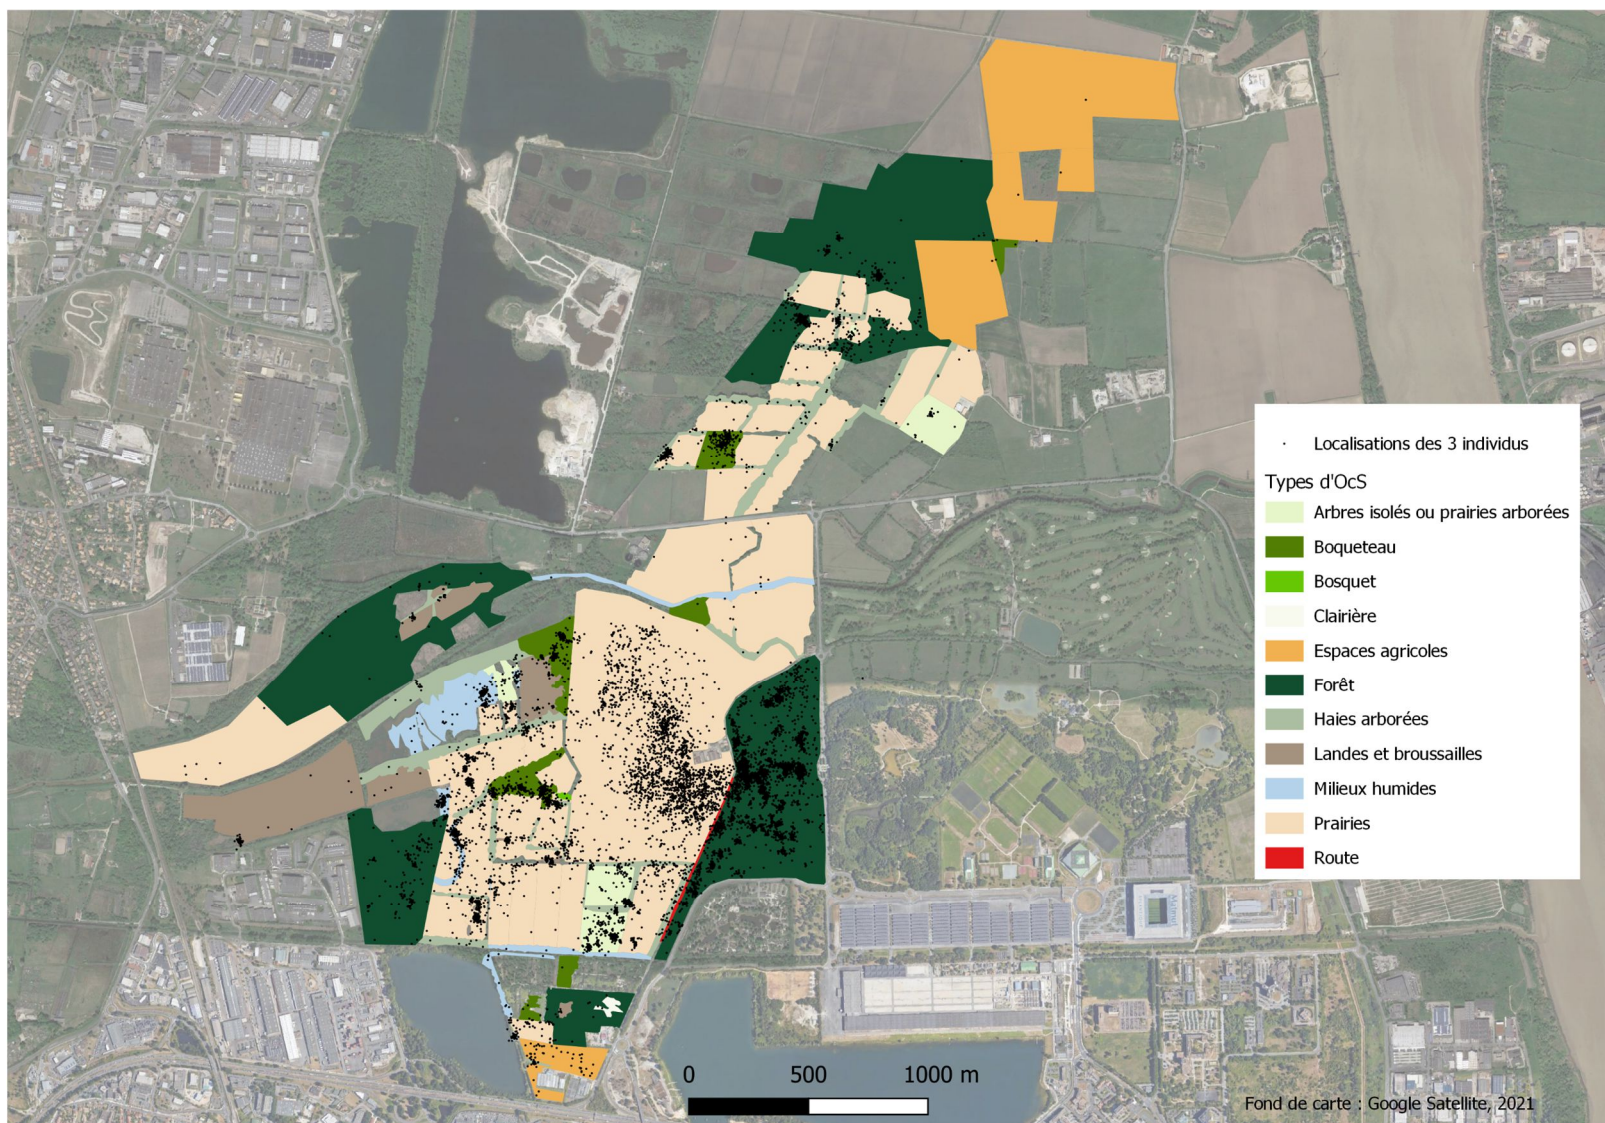 Localisations des 3 individus
Types d'OcS
Arbres isolés ou prairies arborées
Boqueteau
Bosquet
Clairière
Espaces agricoles
Forêt
Haies arborées
Landes et broussailles
Milieux humides
Prairies
Route
0 500 1000 m
Fond de carte : Google Satellite, 2021